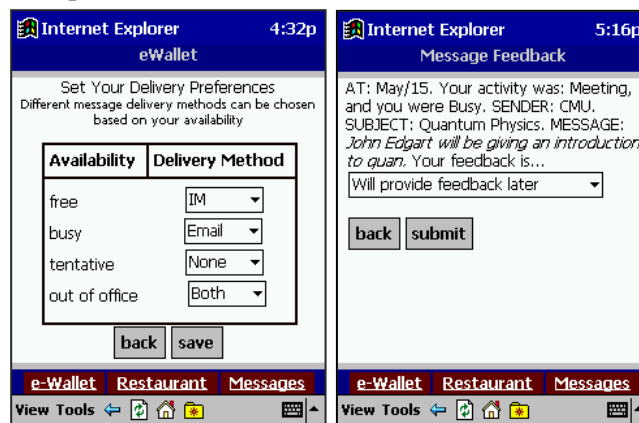 Internet Explorer 4:32p
eWallet
Set Your Delivery Preferences
Different message delivery methods can be chosen
based on your availability
Availability Delivery Method
free IM
busy Email
tentative None
out of office Both
back save
e-Wallet Restaurant Messages
View Tools
Internet Explorer 5:16p
Message Feedback
AT: May/15. Your activity was: Meeting,
and you were Busy. SENDER: CMU.
SUBJECT: Quantum Physics. MESSAGE:
John Edgart will be giving an introduction
to quan. Your feedback is...
Will provide feedback later
back submit
e-Wallet Restaurant Messages
View Tools